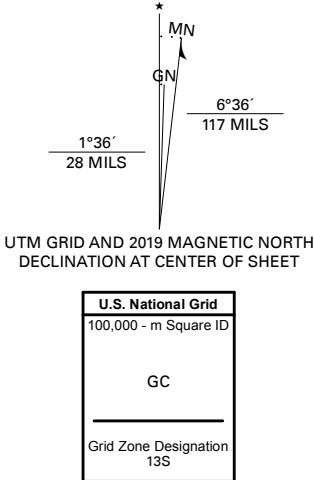 ★
MN
GN
6°36´
117 MILS
1°36´
28 MILS
UTM GRID AND 2019 MAGNETIC NORTH
DECLINATION AT CENTER OF SHEET
U.S. National Grid
100,000 - m Square ID
GC
Grid Zone Designation
13S